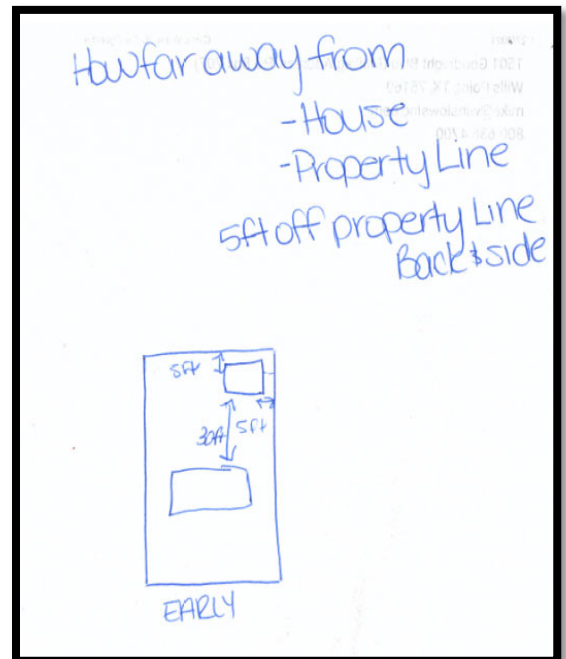 How far away from
-House
-Property Line
5ft off property Line
Back & side
5ft
30ft
5ft
EARLY